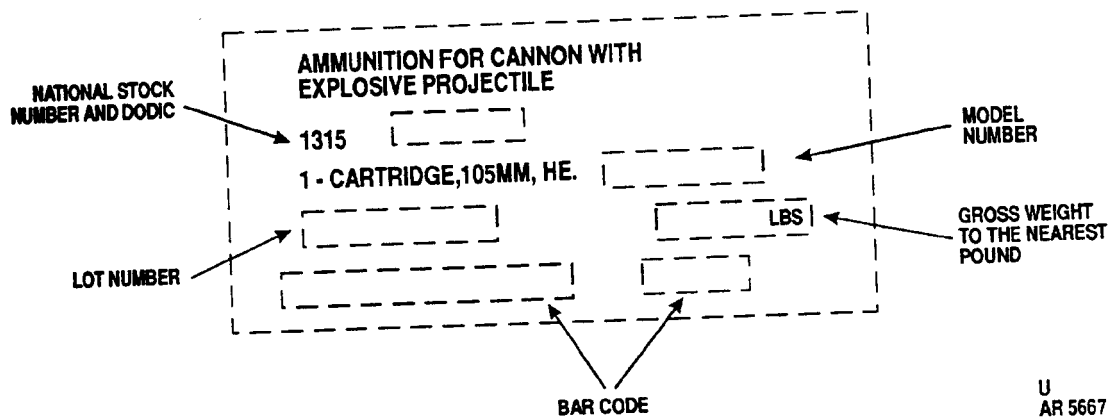 AMMUNITION FOR CANNON WITH
EXPLOSIVE PROJECTILE
NATIONAL STOCK
NUMBER AND DODIC
1315
MODEL
NUMBER
1 - CARTRIDGE,105MM, HE.
LBS
GROSS WEIGHT
TO THE NEAREST
POUND
LOT NUMBER
BAR CODE
U
AR 5667